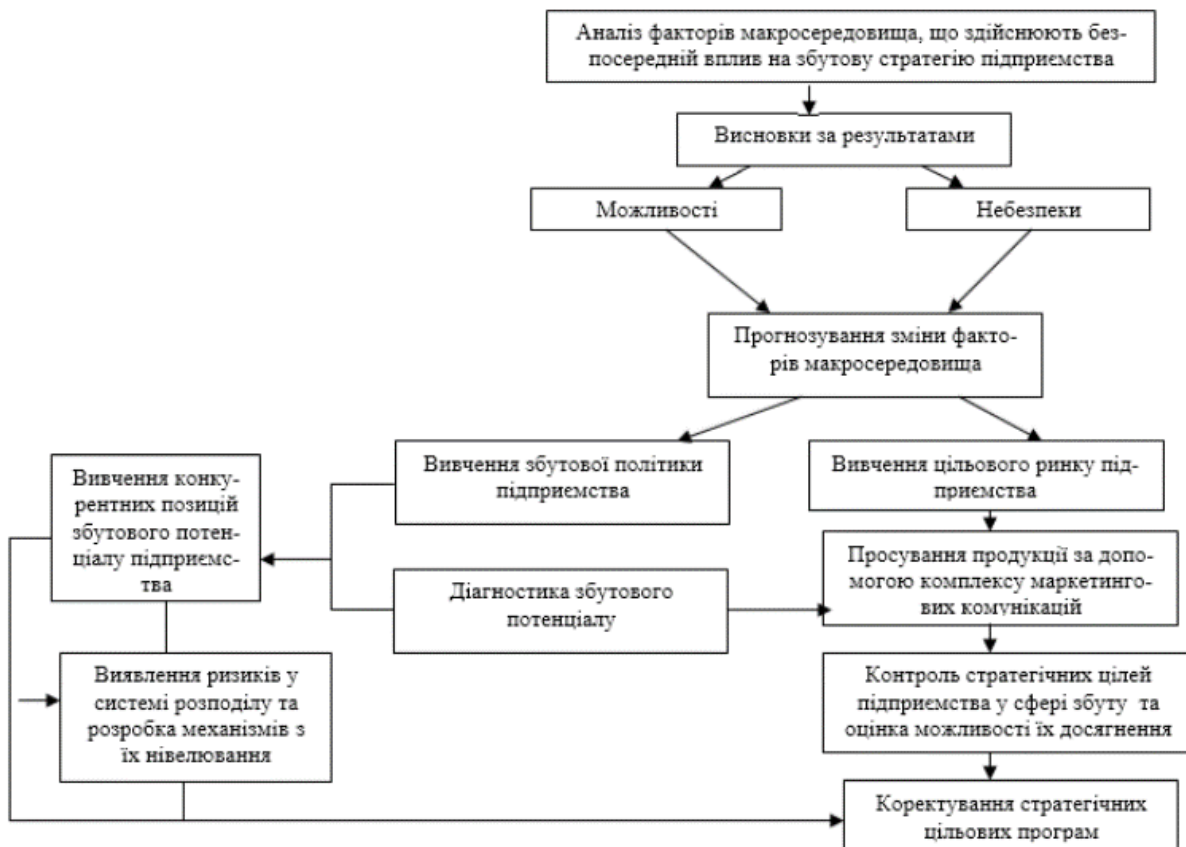 Аналіз факторів макросередовища, що здійснюють без-
посередній вплив на збутову стратегію підприємства
Висновки за результатами
Можливості
Небезпеки
Прогнозування зміни факто-
рів макросередовища
Вивчення збутової політики
підприємства
Вивчення цільового ринку під-
приємства
Вивчення конку-
рентних позицій
збутового потен-
ціалу підприємс-
тва
Просування продукції за допо-
могою комплексу маркетинго-
вих комунікацій
Діагностика збутового
потенціалу
Виявлення ризиків у
системі розподілу та
розробка механізмів з
їх нівелювання
Контроль стратегічних цілей
підприємства у сфері збуту та
оцінка можливості їх досягнення
Коректування стратегічних
цільових програм